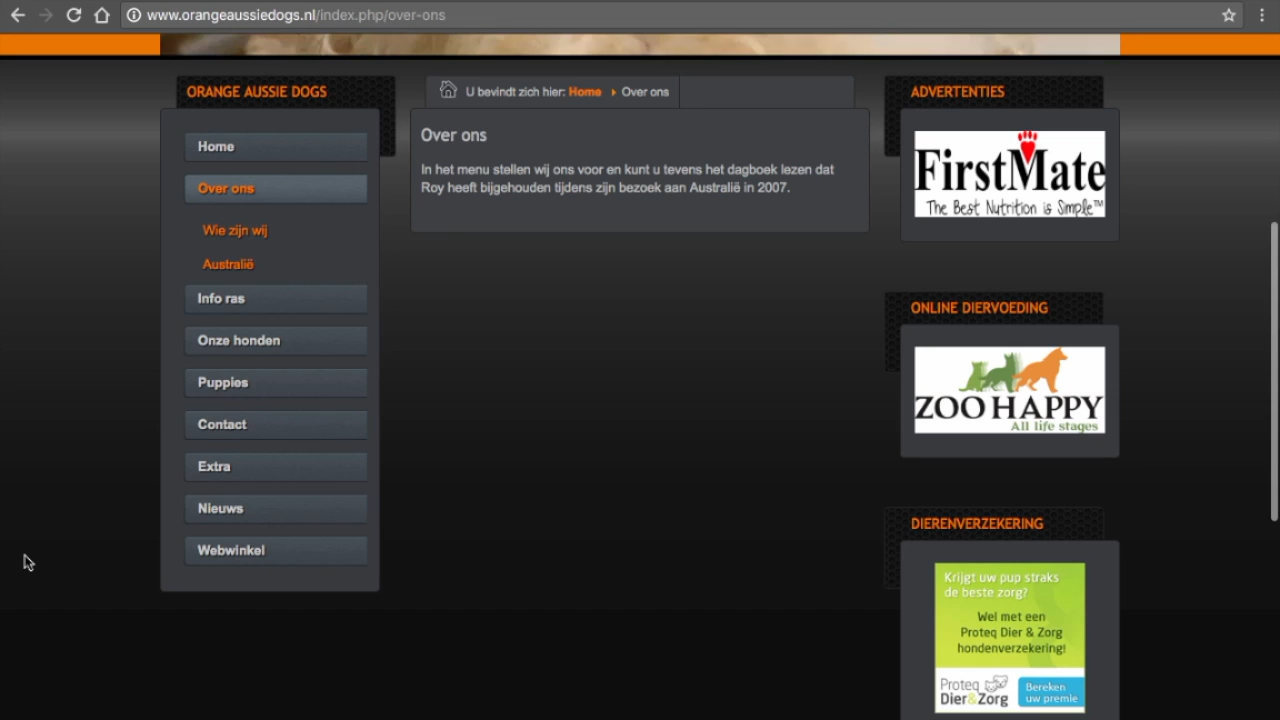 www.orangeaussiedogs.nl/index.php/over-ons
ORANGE AUSSIE DOGS
Home
Over ons
Wie zijn wij
Australië
Info ras
Onze honden
Puppies
Contact
Extra
Nieuws
Webwinkel
U bevindt zich hier: Home Over ons
Over ons
In het menu stellen wij ons voor en kunt u tevens het dagboek lezen dat
Roy heeft bijgehouden tijdens zijn bezoek aan Australië in 2007.
ADVERTENTIES
FirstMate
The Best Nutrition is Simple™
ONLINE DIERVOEDING
ZOO HAPPY
All life stages
DIERENVERZEKERING
Krijgt uw pup straks
de beste zorg?
Wel met een
Proteq Dier & Zorg
hondenverzekering!
Proteq
Dier&Zorg
Bereken
uw premie